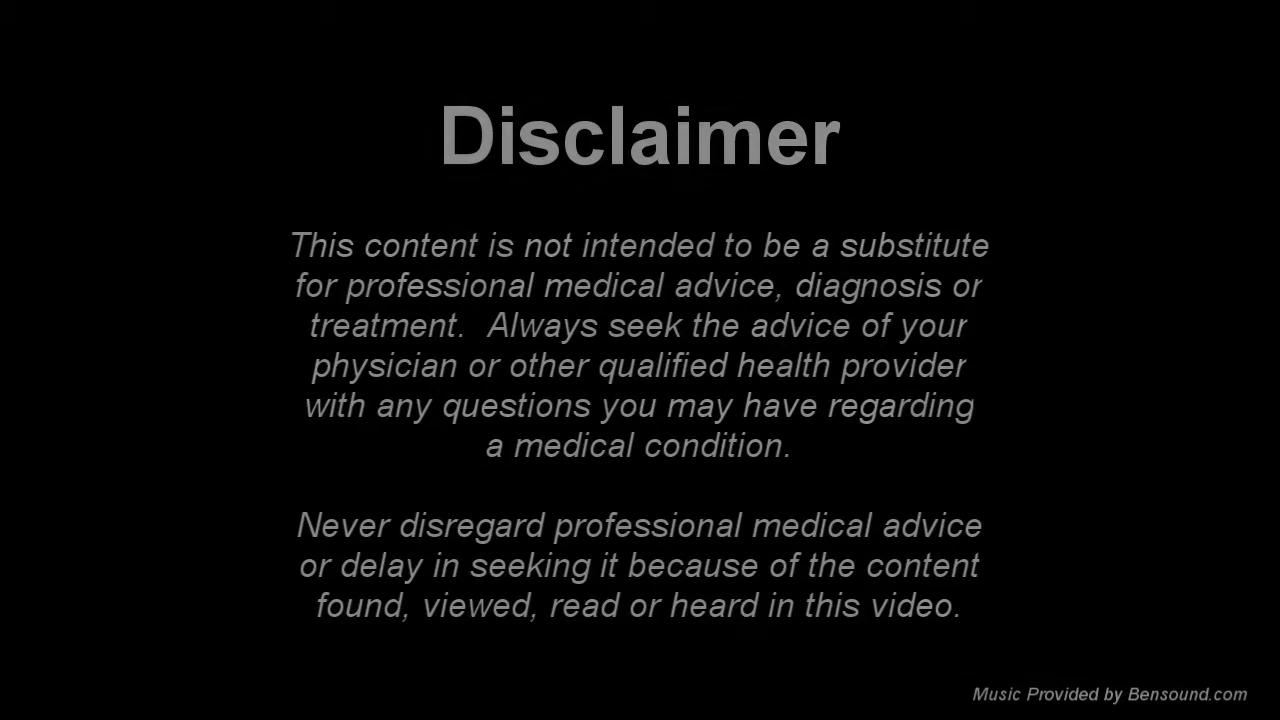 Disclaimer
This content is not intended to be a substitute
for professional medical advice, diagnosis or
treatment.  Always seek the advice of your
physician or other qualified health provider
with any questions you may have regarding
a medical condition.
Never disregard professional medical advice
or delay in seeking it because of the content
found, viewed, read or heard in this video.
Music Provided by Bensound.com